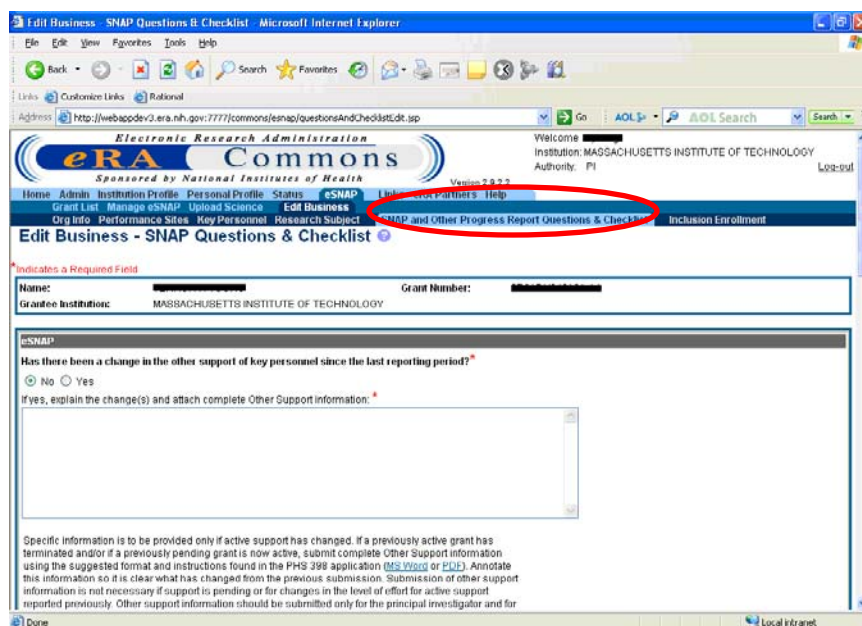 Edit Business - SNAP Questions & Checklist - Microsoft Internet Explorer
File Edit View Favorites Tools Help
Back Search Favorites
Links Customize Links Rational
Address http://webappdev3.era.nih.gov:7777/commons/esnap/questionsAndChecklistEdit.jsp Go AOL AOL Search Search
Electronic Research Administration
eRA Commons
Sponsored by National Institutes of Health
Version 2.9.2.2
Welcome
Institution: MASSACHUSETTS INSTITUTE OF TECHNOLOGY
Authority: PI
Log-out
Home Admin Institution Profile Personal Profile Status eSNAP Links Partners Help
Grant List Manage eSNAP Upload Science Edit Business
Org Info Performance Sites Key Personnel Research Subject SNAP and Other Progress Report Questions & Checklist Inclusion Enrollment
Edit Business - SNAP Questions & Checklist
*Indicates a Required Field
Name: Grant Number:
Grantee Institution: MASSACHUSETTS INSTITUTE OF TECHNOLOGY
eSNAP
Has there been a change in the other support of key personnel since the last reporting period?*
No Yes
If yes, explain the change(s) and attach complete Other Support information: *
Specific information is to be provided only if active support has changed. If a previously active grant has
terminated and/or if a previously pending grant is now active, submit complete Other Support information
using the suggested format and instructions found in the PHS 398 application (MS Word or PDF). Annotate
this information so it is clear what has changed from the previous submission. Submission of other support
information is not necessary if support is pending or for changes in the level of effort for active support
reported previously. Other support information should be submitted only for the principal investigator and for
Done Local intranet